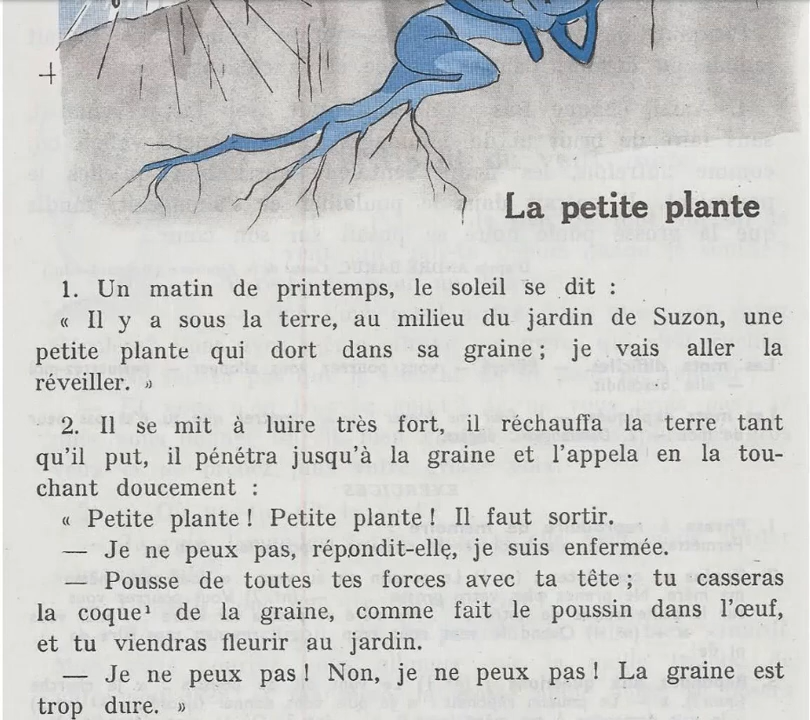 La petite plante
1. Un matin de printemps, le soleil se dit :
« Il y a sous la terre, au milieu du jardin de Suzon, une
petite plante qui dort dans sa graine ; je vais aller la
réveiller. »
2. Il se mit à luire très fort, il réchauffa la terre tant
qu'il put, il pénétra jusqu'à la graine et l'appela en la tou-
chant doucement :
« Petite plante ! Petite plante ! Il faut sortir.
— Je ne peux pas, répondit-elle, je suis enfermée.
— Pousse de toutes tes forces avec ta tête ; tu casseras
la coque¹ de la graine, comme fait le poussin dans l'œuf,
et tu viendras fleurir au jardin.
— Je ne peux pas ! Non, je ne peux pas ! La graine est
trop dure. »